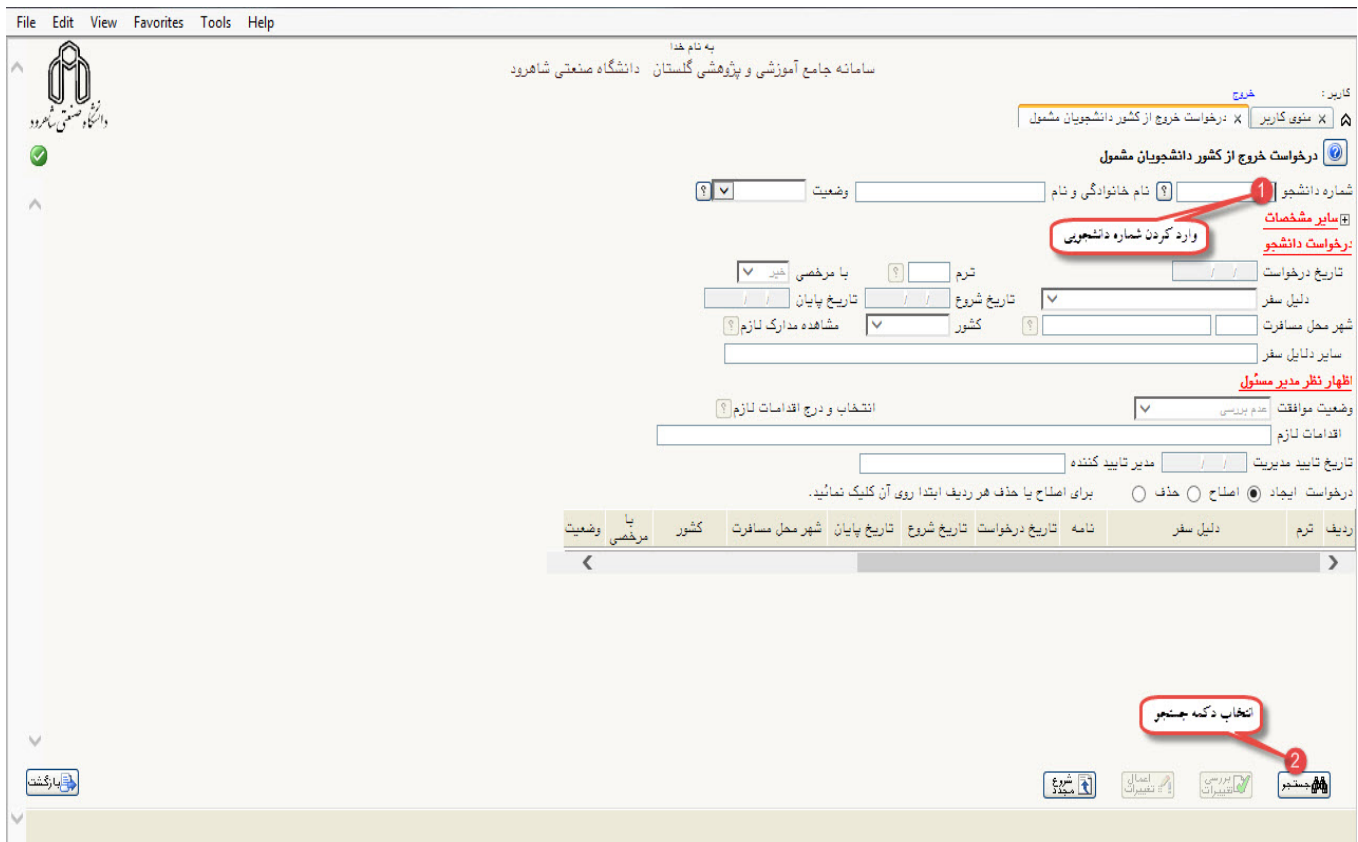 File Edit View Favorites Tools Help
به نام خدا
سامانه جامع آموزشی و پژوهشی گلستان دانشگاه صنعتی شاهرود
دانشگاه صنعتی شاهرود
کاربر : خروج
منوی کاربر x درخواست خروج از کشور دانشجویان مشمول x
درخواست خروج از کشور دانشجویان مشمول
شماره دانشجو 1 ؟ نام خانوادگی و نام وضعیت ؟
سایر مشخصات
وارد کردن شماره دانشجویی
درخواست دانشجو
تاریخ درخواست / / ترم ؟ با مرخصی خیر
دلیل سفر تاریخ شروع / / تاریخ پایان / /
شهر محل مسافرت ؟ کشور مشاهده مدارک لازم ؟
سایر دلایل سفر
اظهار نظر مدیر مسئول
وضعیت موافقت عدم بررسی انتخاب و درج اقدامات لازم ؟
اقدامات لازم
تاریخ تایید مدیریت / / مدیر تایید کننده
درخواست ایجاد اصلاح حذف برای اصلاح یا حذف هر ردیف ابتدا روی آن کلیک نمائید.
ردیف ترم دلیل سفر نامه تاریخ درخواست تاریخ شروع تاریخ پایان شهر محل مسافرت کشور با مرخصی وضعیت
انتخاب دکمه جستجو
2
جستجو بررسی تغییرات اعمال تغییرات شروع مجدد بازگشت